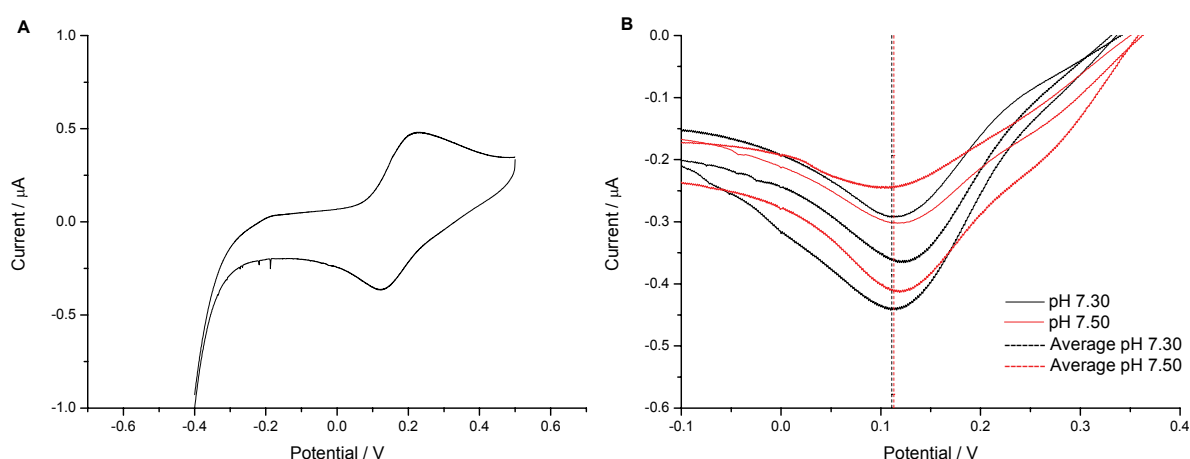 A
1.0
0.5
0.0
-0.5
-1.0
Current / µA
-0.6 -0.4 -0.2 0.0 0.2 0.4 0.6
Potential / V
B
0.0
-0.1
-0.2
-0.3
-0.4
-0.5
-0.6
Current / µA
pH 7.30
pH 7.50
Average pH 7.30
Average pH 7.50
-0.1 0.0 0.1 0.2 0.3 0.4
Potential / V